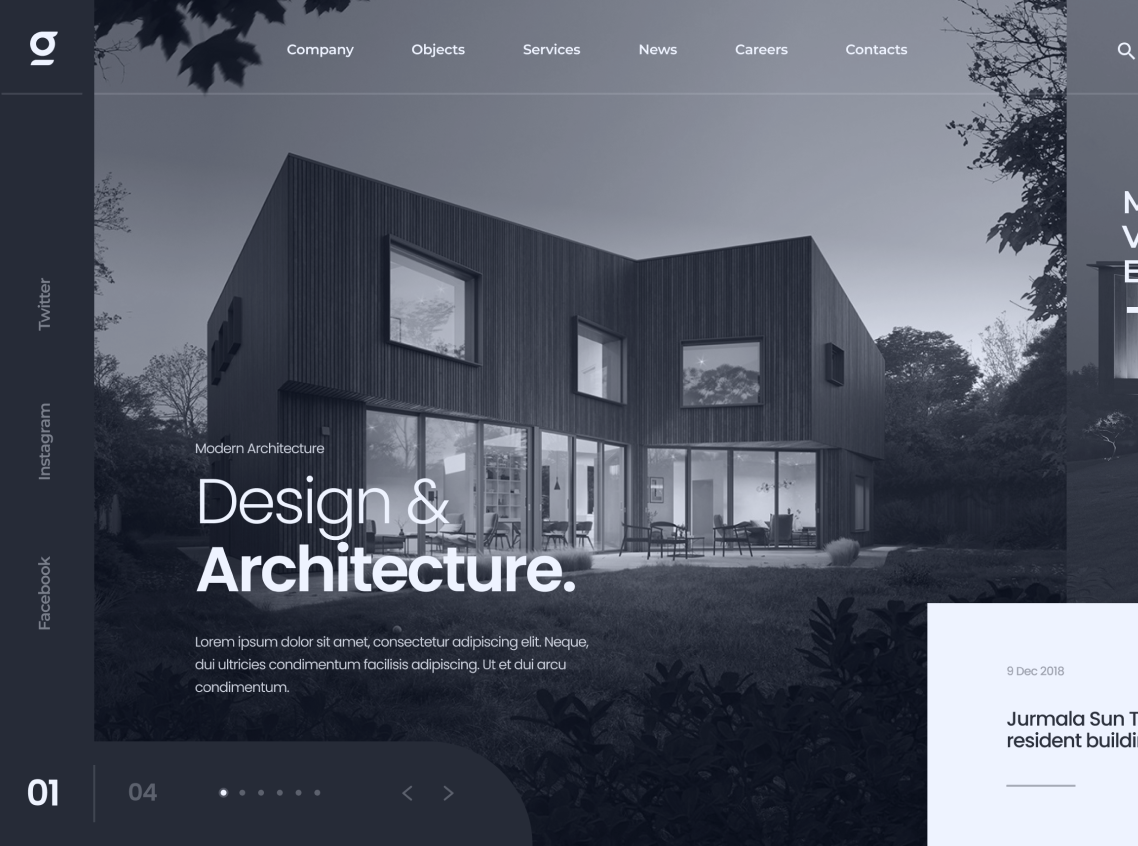 g
Company Objects Services News Careers Contacts
Twitter
Instagram
Facebook
Modern Architecture
Design &
Architecture.
Lorem ipsum dolor sit amet, consectetur adipiscing elit. Neque,
dui ultricies condimentum facilisis adipiscing. Ut et dui arcu
condimentum.
01
04
M
V
E
9 Dec 2018
Jurmala Sun T
resident buildi